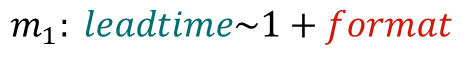 m₁: leadtime~1 + format